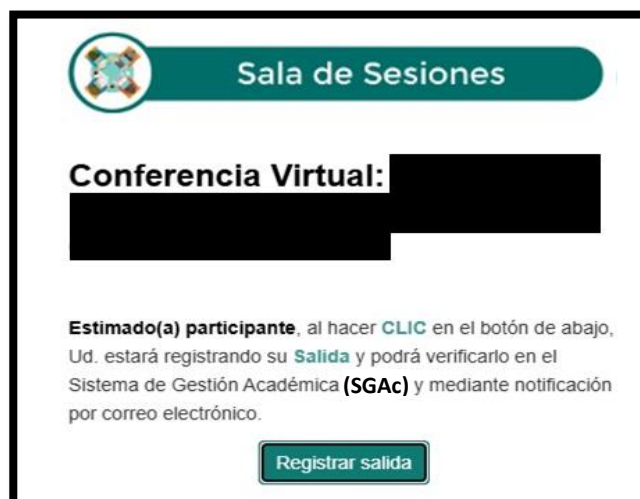 Sala de Sesiones
Conferencia Virtual:
Estimado(a) participante, al hacer CLIC en el botón de abajo,
Ud. estará registrando su Salida y podrá verificarlo en el
Sistema de Gestión Académica (SGAc) y mediante notificación
por correo electrónico.
Registrar salida